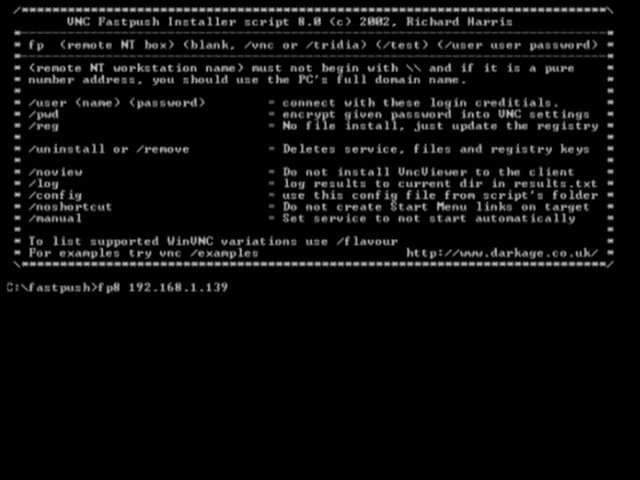 /*****************************************************************************\
VNC Fastpush Installer script 8.0 (c) 2002, Richard Harris
*-----------------------------------------------------------------------------*
* fp (remote NT box) (blank, /vnc or /tridia) (/test) (/user user password) *
*-----------------------------------------------------------------------------*
* (remote NT workstation name) must not begin with \\ and if it is a pure *
* number address, you should use the PC's full domain name. *
* *
* /user (name) (password) = connect with these login creditials. *
* /pwd = encrypt given password into VNC settings *
* /reg = No file install, just update the registry *
* *
* /uninstall or /remove = Deletes service, files and registry keys *
* *
* /noview = Do not install VncViewer to the client *
* /log = log results to current dir in results.txt *
* /config = use this config file from script's folder *
* /noshortcut = Do not create Start Menu links on target *
* /manual = Set service to not start automatically *
* *
* To list supported WinVNC variations use /flavour *
* For examples try vnc /examples http://www.darkage.co.uk/ *
\*****************************************************************************/
C:\fastpush>fp8 192.168.1.139